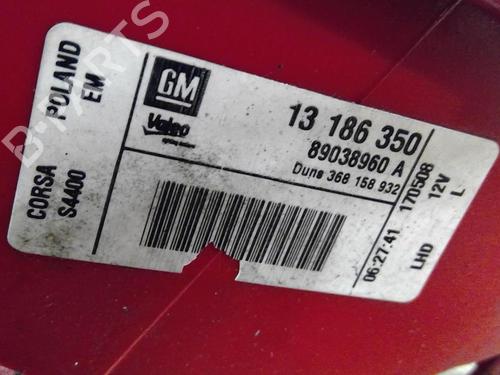 CORSA POLAND
S4400 EM
GM
Valeo
13 186 350
89038960 A
Duns 368 158 932
06:27:41 170508
LHD 12V L
B-PARTS